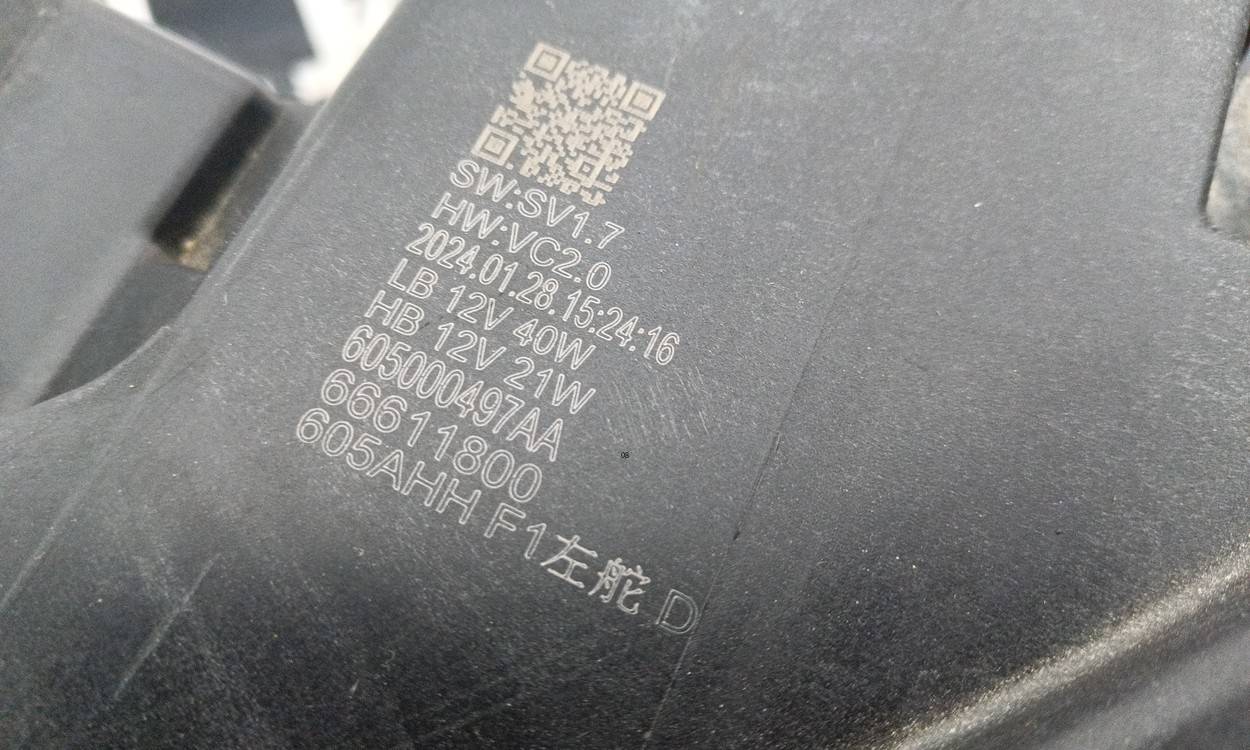 SW:SV1.7
HW:VC2.0
2024.01.28.15:24:16
LB 12V 40W
HB 12V 21W
605000497AA
66611800
605AHH F1左舵 D
08